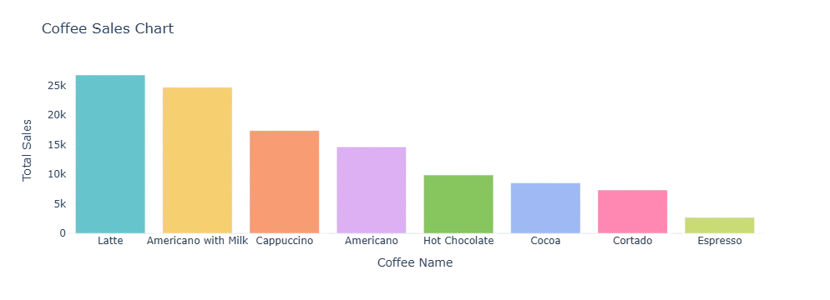 Coffee Sales Chart
25k
20k
15k
10k
5k
0
Total Sales
Latte
Americano with Milk
Cappuccino
Americano
Hot Chocolate
Cocoa
Cortado
Espresso
Coffee Name